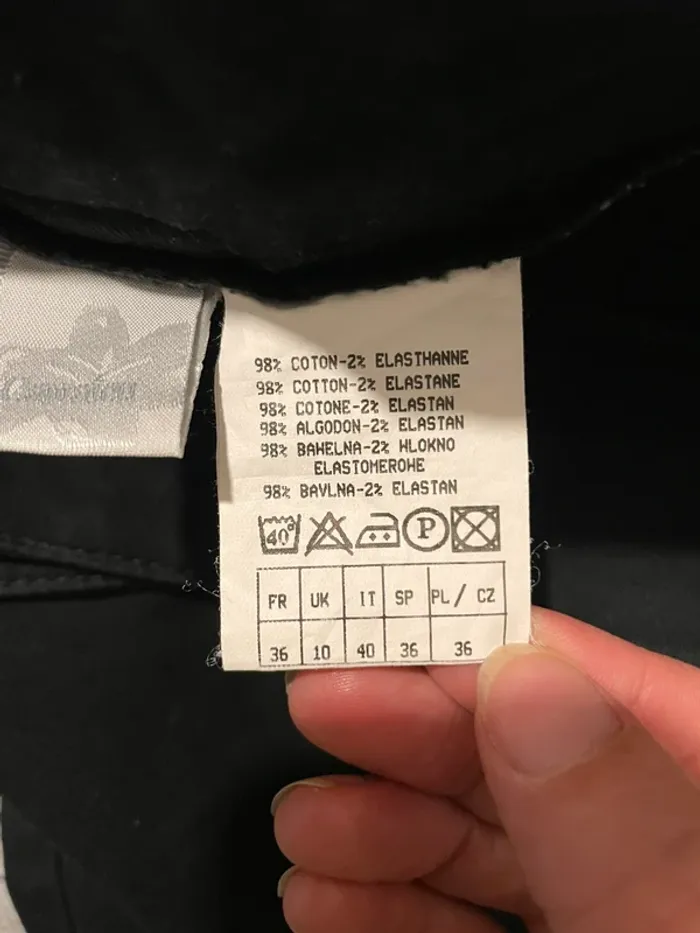 98% COTON-2% ELASTHANNE
98% COTTON-2% ELASTANE
98% COTONE-2% ELASTAN
98% ALGODON-2% ELASTAN
98% BAWELNA-2% WLOKNO
ELASTOMEROWE
98% BAVLNA-2% ELASTAN
40° P
FR UK IT SP PL/ CZ
36 10 40 36 36